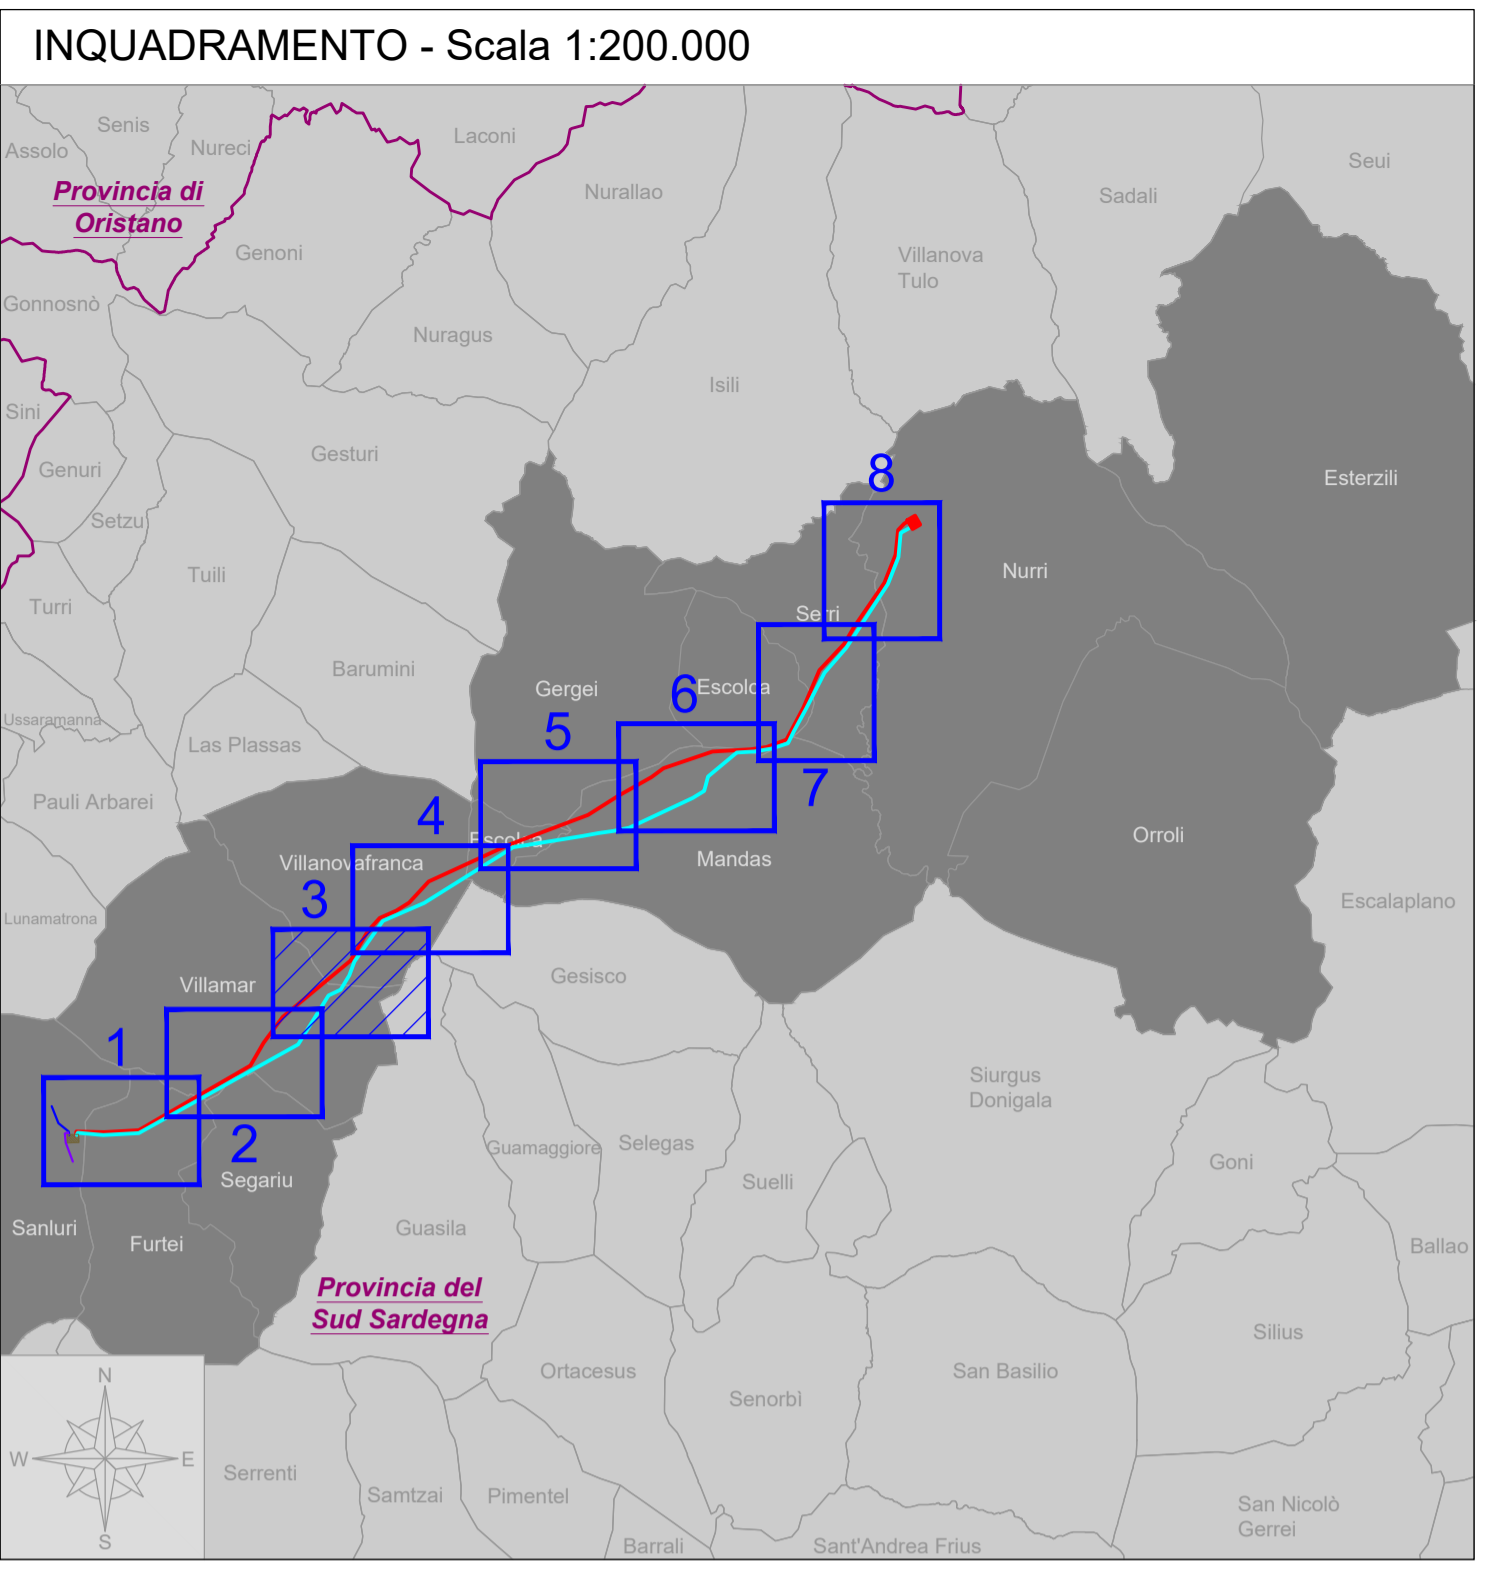 INQUADRAMENTO - Scala 1:200.000
Senis
Assolo
Nureci
Laconi
Seui
Provincia di
Oristano
Nurallao
Sadali
Genoni
Villanova
Tulo
Gonnosnò
Nuragus
Isili
Sini
Gesturi
Genuri
8
Esterzili
Setzu
Tuili
Nurri
Turri
Serri
Barumini
Gergei
6
Escolca
Ussaramanna
5
Las Plassas
7
Pauli Arbarei
4
Escolca
Orroli
Villanovafranca
Mandas
3
Escalaplano
Lunamatrona
Villamar
Gesisco
1
Siurgus
Donigala
2
Guamaggiore
Selegas
Goni
Segariu
Suelli
Sanluri
Guasila
Furtei
Ballao
Provincia del
Sud Sardegna
Silius
Ortacesus
San Basilio
N
Senorbì
W
E
Serrenti
Samtzai
Pimentel
San Nicolò
Gerrei
S
Barrali
Sant'Andrea Frius